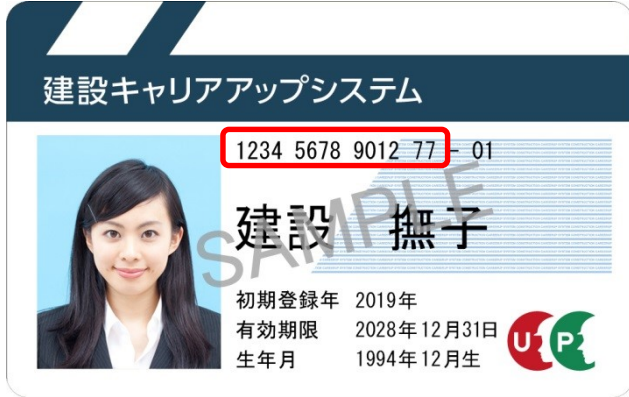 建設キャリアアップシステム
1234 5678 9012 77 - 01
建設 撫子
SAMPLE
初期登録年 2019年
有効期限 2028年12月31日
生年月 1994年12月生
U P